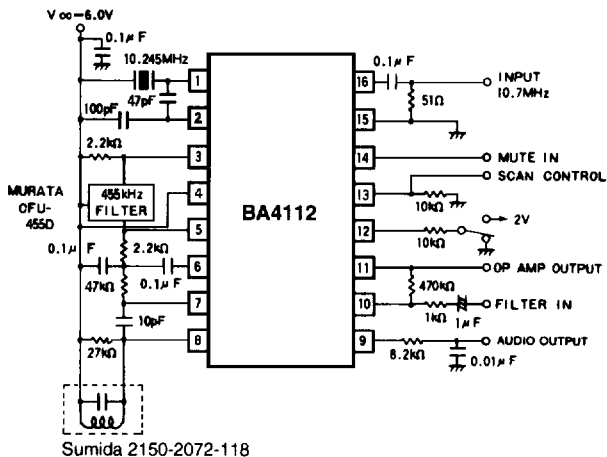 V∞-6.0V
0.1μF
10.245MHz
47pF
100pF
2.2kΩ
MURATA
CFU-
455D
455kHz
FILTER
0.1μF
2.2kΩ
47kΩ
0.1μF
10pF
27kΩ
Sumida 2150-2072-118
1
2
3
4
5
6
7
8
BA4112
16
15
14
13
12
11
10
9
0.1μF
INPUT
10.7MHz
51Ω
MUTE IN
SCAN CONTROL
10kΩ
2V
10kΩ
OP AMP OUTPUT
470kΩ
FILTER IN
1kΩ
1μF
AUDIO OUTPUT
8.2kΩ
0.01μF